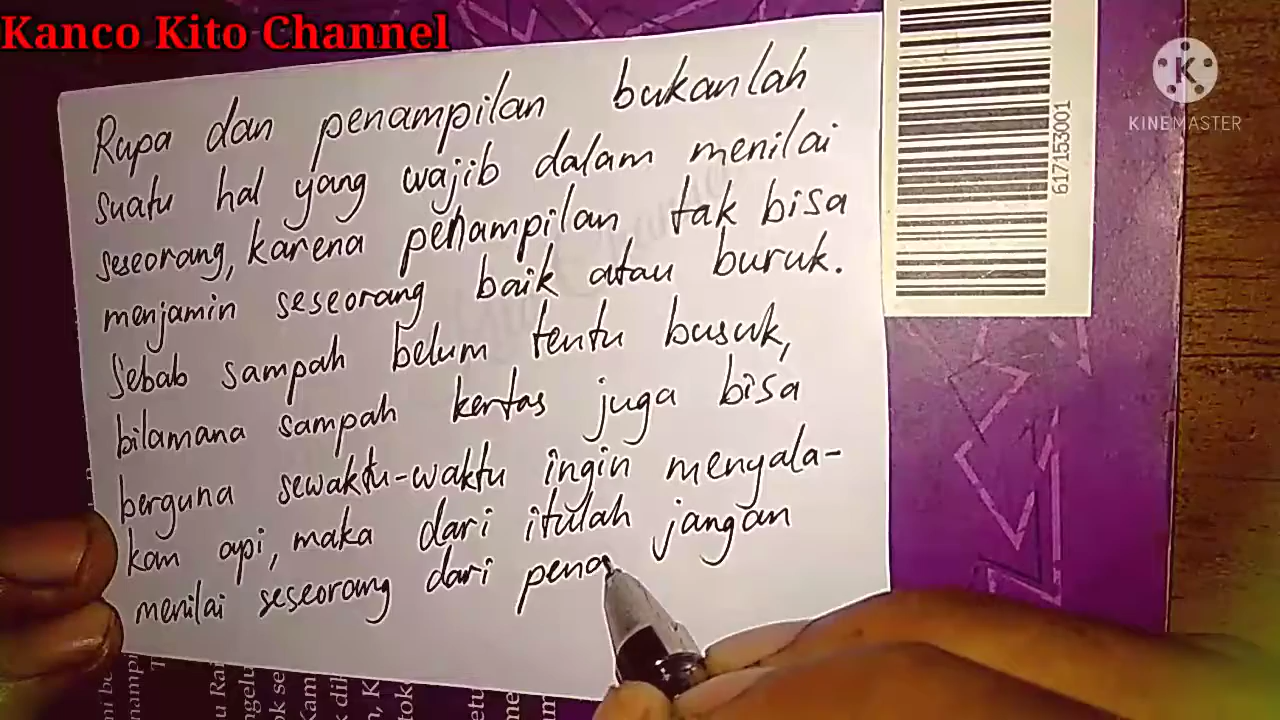 Kanco Kito Channel
KINEMASTER
617153001
Rupa dan penampilan bukanlah
suatu hal yang wajib dalam menilai
seseorang, karena penampilan tak bisa
menjamin seseorang baik atau buruk.
Sebab sampah belum tentu busuk,
bilamana sampah kertas juga bisa
berguna sewaktu-waktu ingin menyala-
kan api, maka dari itulah jangan
menilai seseorang dari pena